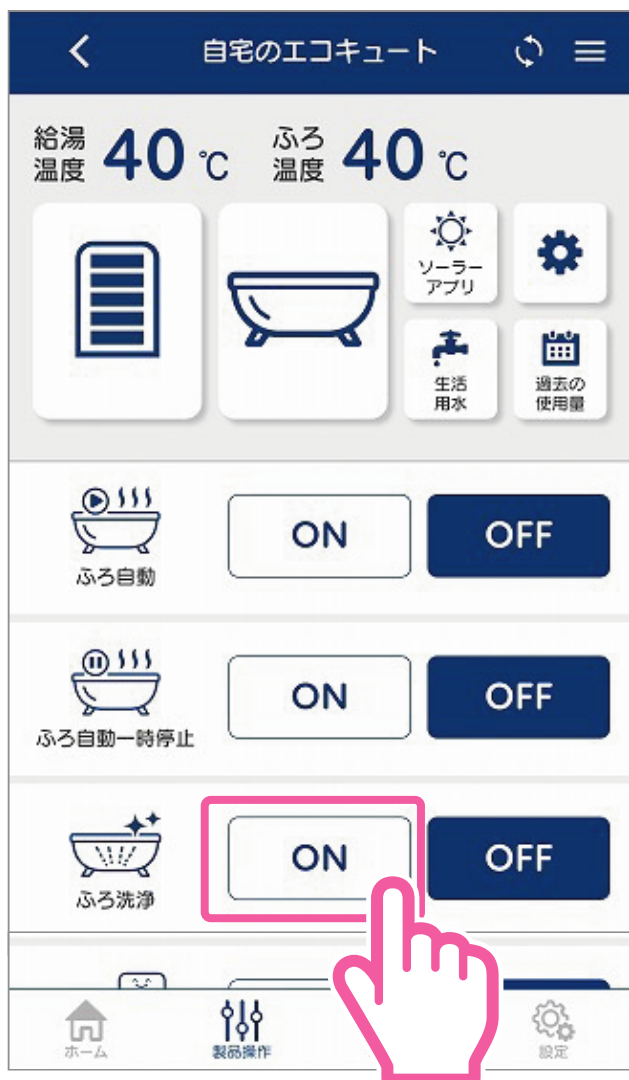 自宅のエコキュート
給湯
温度 40 ℃
ふろ
温度 40 ℃
ソーラー
アプリ
生活
用水
過去の
使用量
ふろ自動
ON
OFF
ふろ自動一時停止
ON
OFF
ふろ洗浄
ON
OFF
ホーム
製品操作
設定